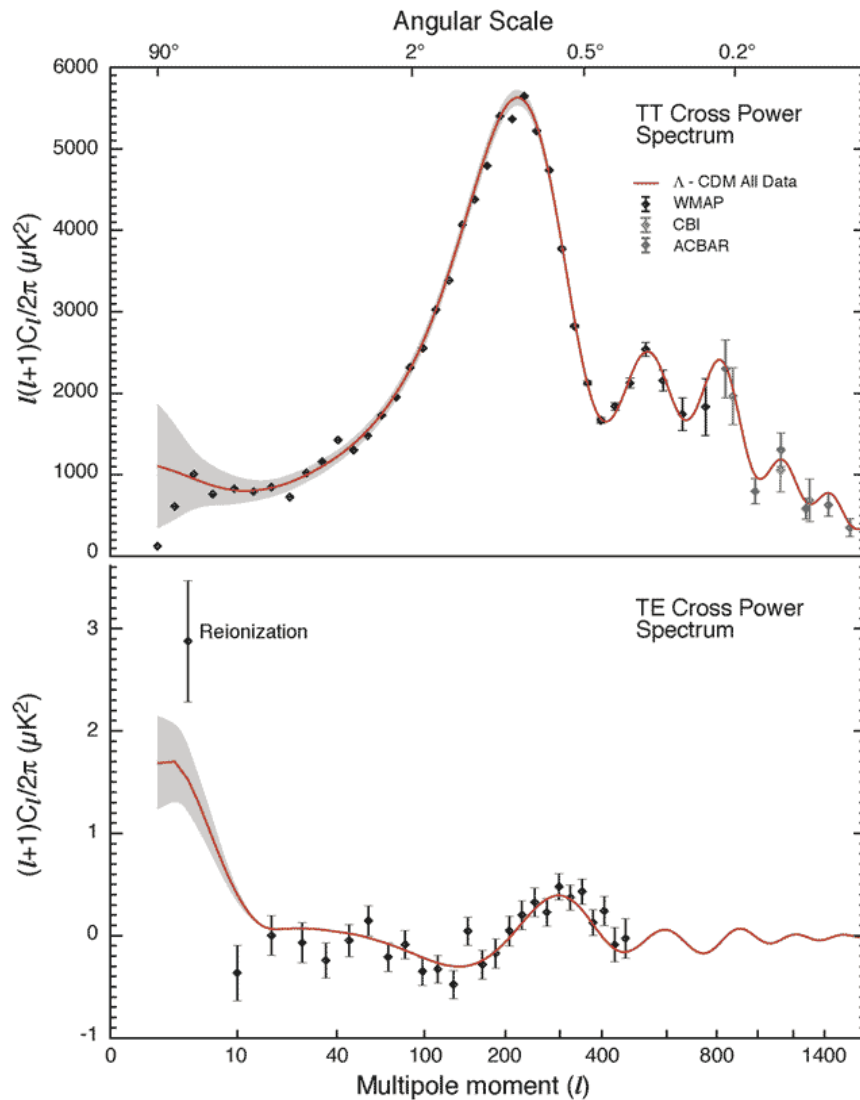 Angular Scale
90° 2° 0.5° 0.2°
6000
5000
4000
3000
2000
1000
0
l(l+1)Cl/2π (μK²)
TT Cross Power
Spectrum
Λ - CDM All Data
WMAP
CBI
ACBAR
3
2
1
0
-1
(l+1)Cl/2π (μK²)
Reionization
TE Cross Power
Spectrum
0 10 40 100 200 400 800 1400
Multipole moment (l)